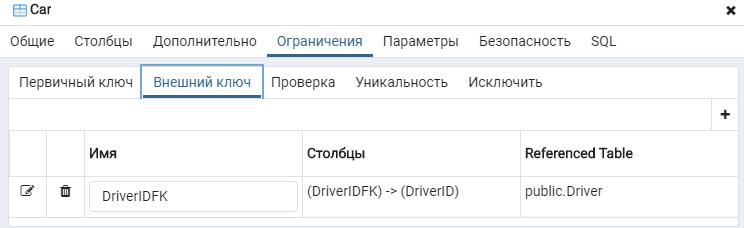 Car
Общие Столбцы Дополнительно Ограничения Параметры Безопасность SQL
Первичный ключ Внешний ключ Проверка Уникальность Исключить
Имя Столбцы Referenced Table
DriverIDFK (DriverIDFK) -> (DriverID) public.Driver